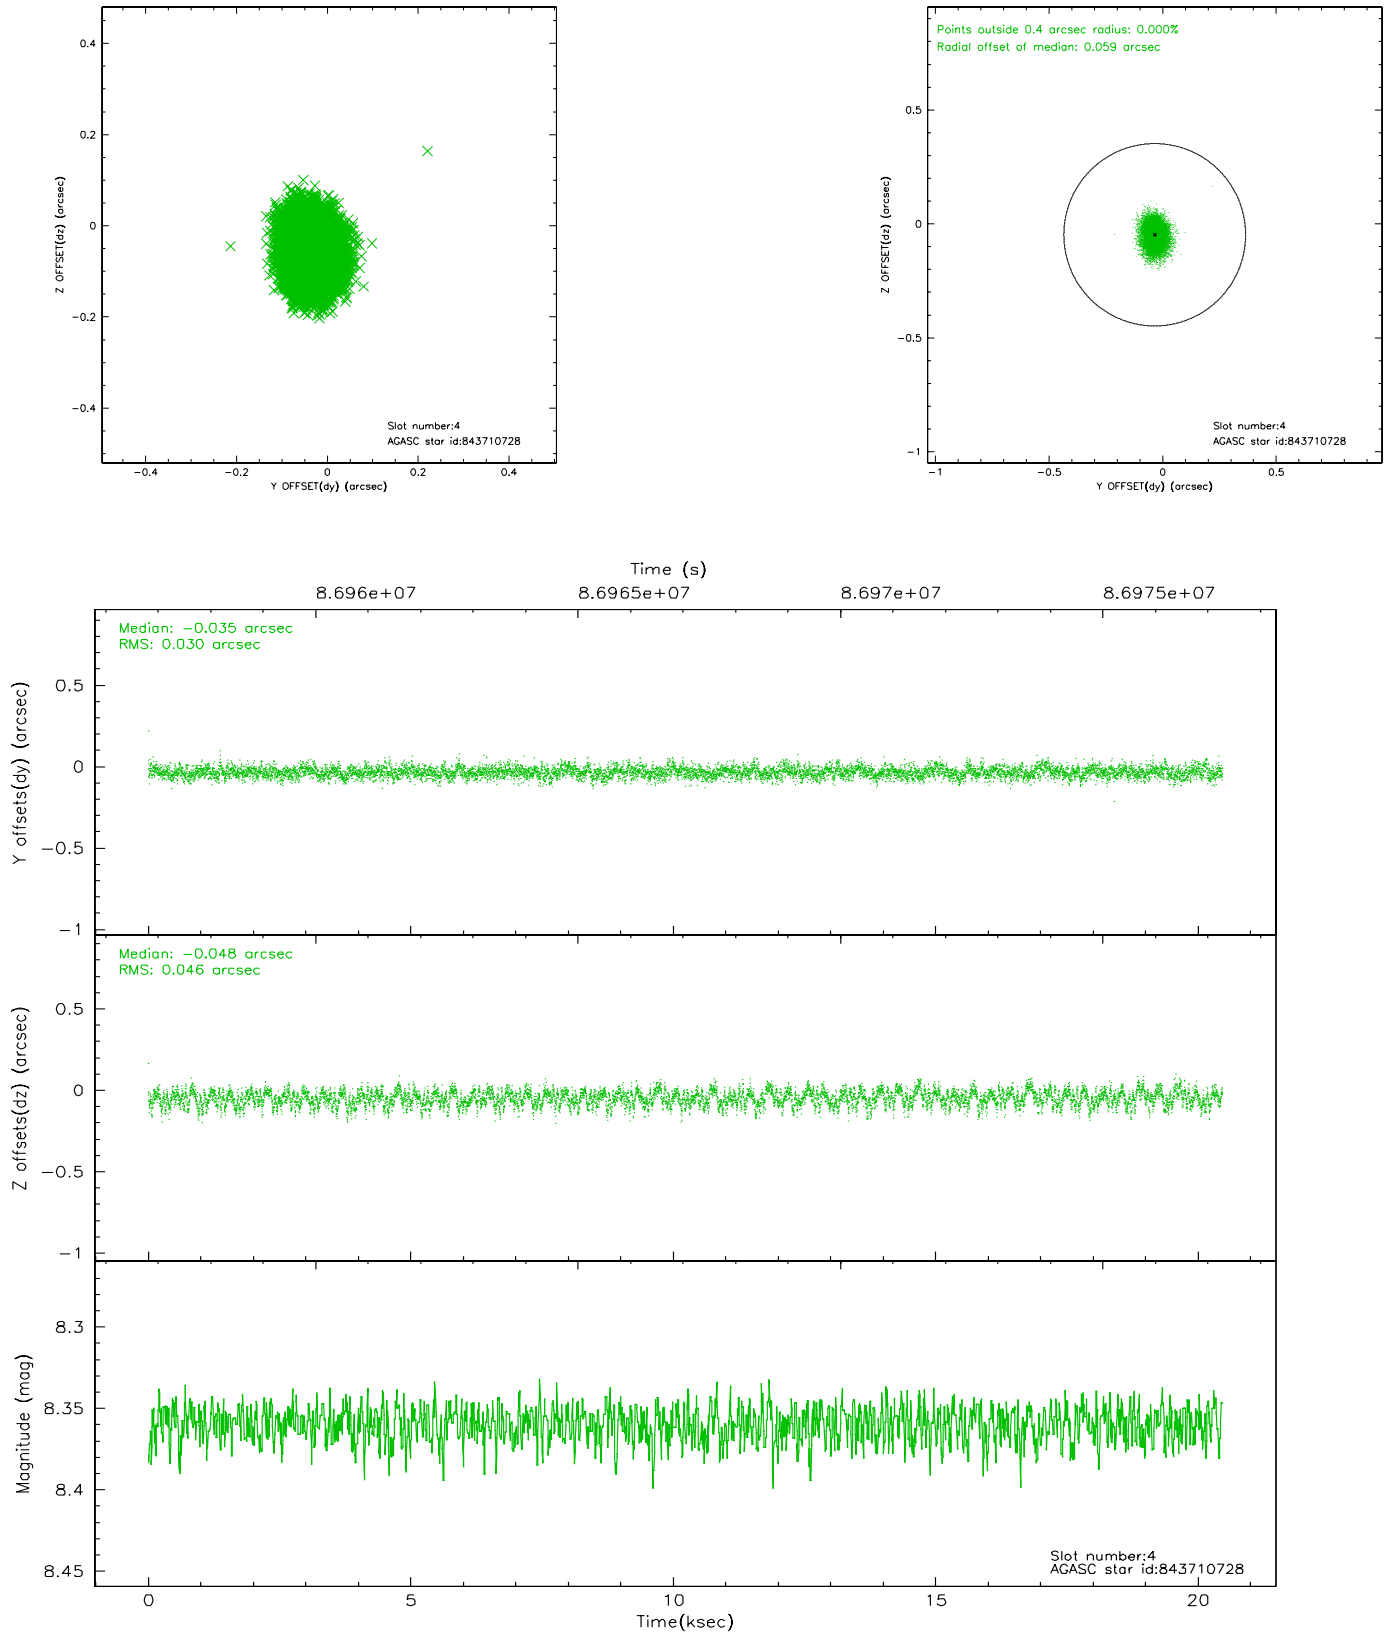 0.4
0.2
0
−0.2
−0.4
Z OFFSET(dz) (arcsec)
Slot number:4
AGASC star id:843710728
−0.4 −0.2 0 0.2 0.4
Y OFFSET(dy) (arcsec)
Points outside 0.4 arcsec radius: 0.000%
Radial offset of median: 0.059 arcsec
0.5
0
−0.5
−1
Z OFFSET(dz) (arcsec)
Slot number:4
AGASC star id:843710728
−1 −0.5 0 0.5
Y OFFSET(dy) (arcsec)
Time (s)
8.696e+07 8.6965e+07 8.697e+07 8.6975e+07
Median: −0.035 arcsec
RMS: 0.030 arcsec
0.5
0
−0.5
−1
Y offsets(dy) (arcsec)
Median: −0.048 arcsec
RMS: 0.046 arcsec
0.5
0
−0.5
−1
Z offsets(dz) (arcsec)
8.3
8.35
8.4
8.45
Magnitude (mag)
Slot number:4
AGASC star id:843710728
0 5 10 15 20
Time(ksec)